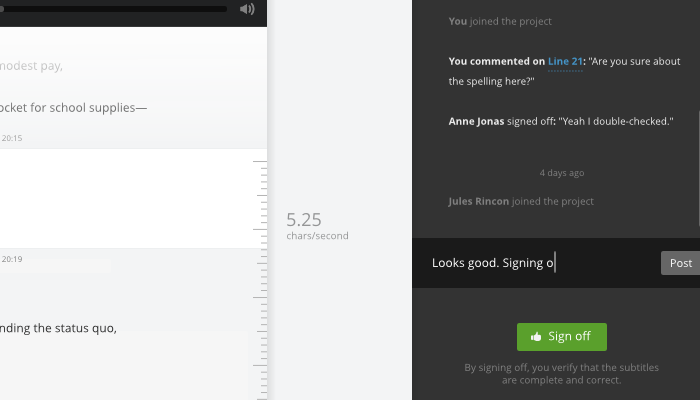 modest pay,
ocket for school supplies—
20:15
20:19
nding the status quo,
5.25
chars/second
You joined the project
You commented on Line 21: "Are you sure about
the spelling here?"
Anne Jonas signed off: "Yeah I double-checked."
4 days ago
Jules Rincon joined the project
Looks good. Signing o
Post
Sign off
By signing off, you verify that the subtitles
are complete and correct.